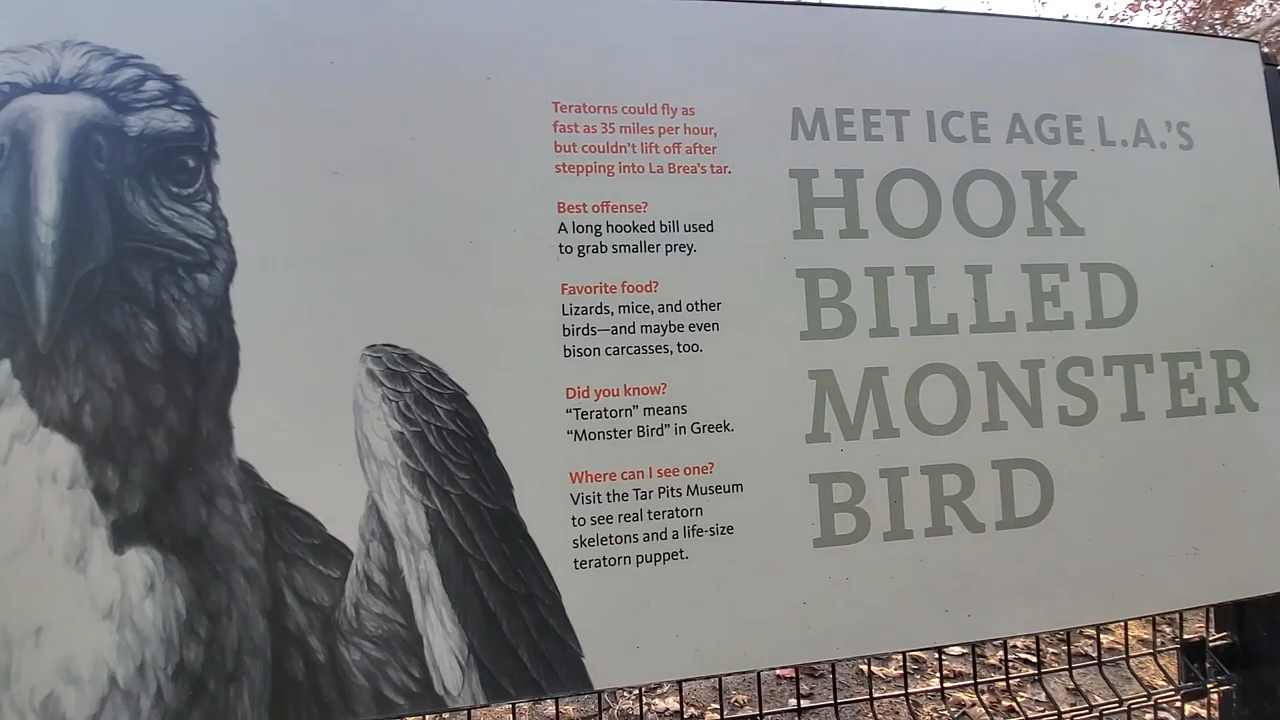 Teratorns could fly as
fast as 35 miles per hour,
but couldn't lift off after
stepping into La Brea's tar.
Best offense?
A long hooked bill used
to grab smaller prey.
Favorite food?
Lizards, mice, and other
birds—and maybe even
bison carcasses, too.
Did you know?
“Teratorn” means
“Monster Bird” in Greek.
Where can I see one?
Visit the Tar Pits Museum
to see real teratorn
skeletons and a life-size
teratorn puppet.
MEET ICE AGE L.A.'S
HOOK
BILLED
MONSTER
BIRD